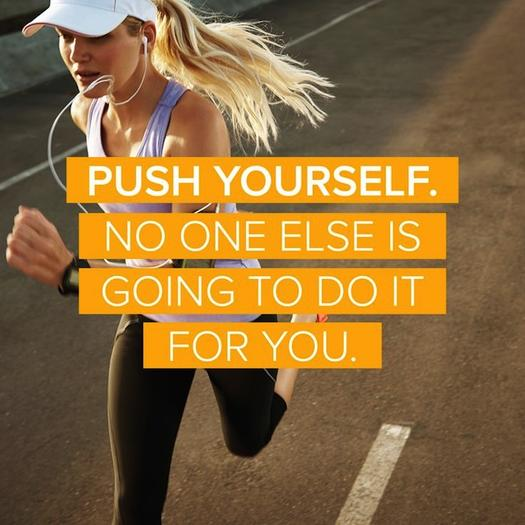 PUSH YOURSELF.
NO ONE ELSE IS
GOING TO DO IT
FOR YOU.